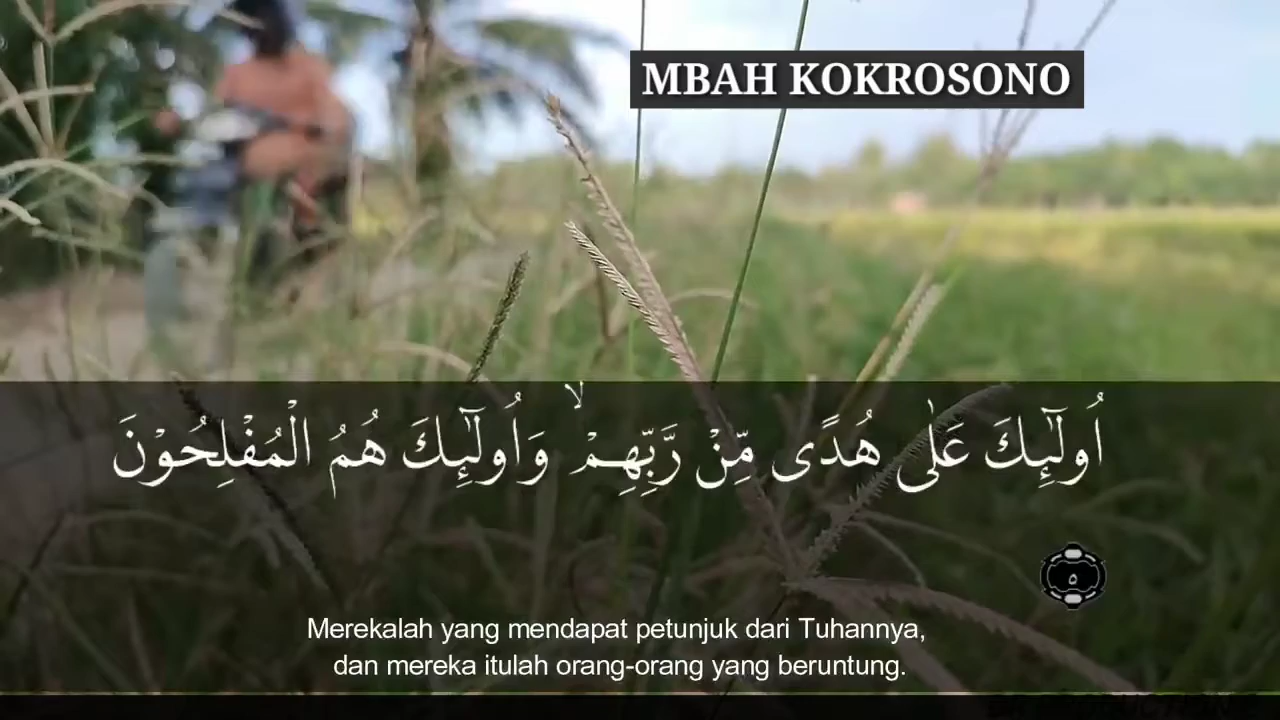 MBAH KOKROSONO
اُولٰۤىِٕكَ عَلٰى هُدًى مِّنْ رَّبِّهِمْ ۙ وَاُولٰۤىِٕكَ هُمُ الْمُفْلِحُوْنَ
٥
Merekalah yang mendapat petunjuk dari Tuhannya,
dan mereka itulah orang-orang yang beruntung.